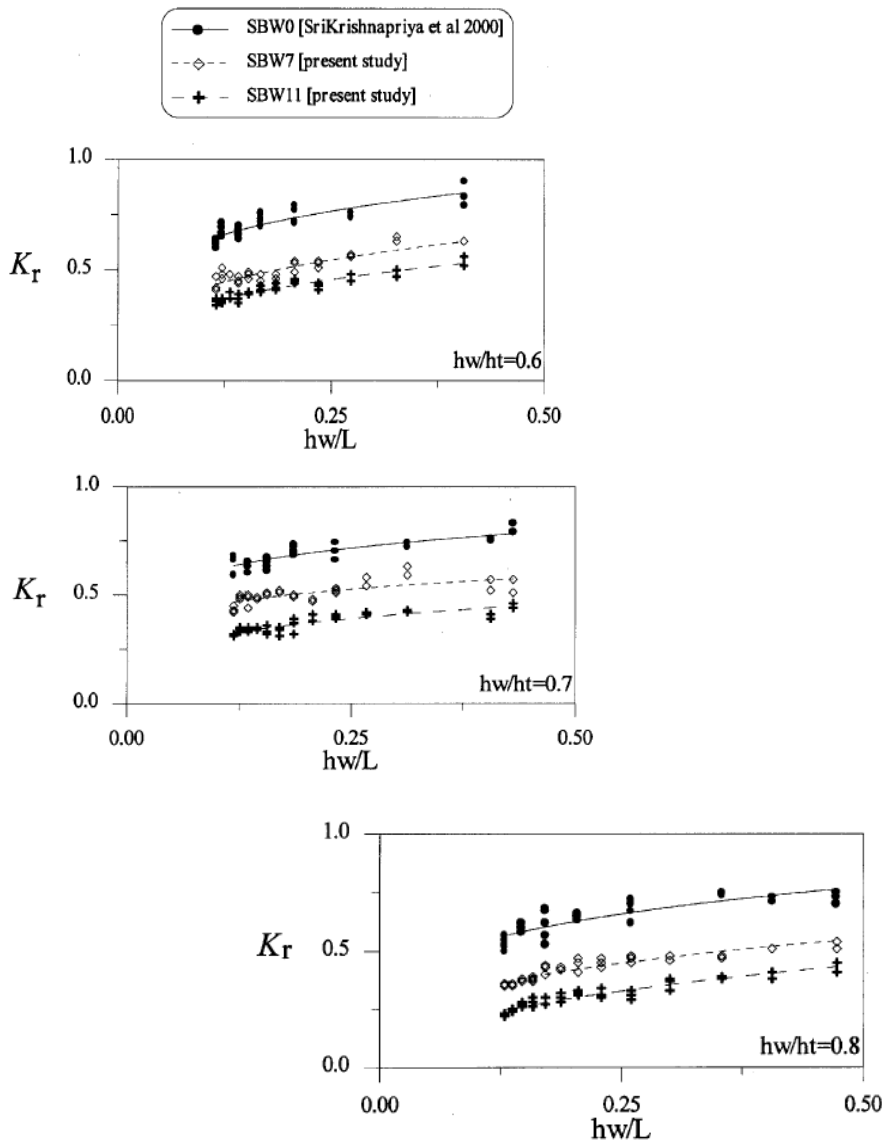 SBW0 [SriKrishnapriya et al 2000]
SBW7 [present study]
SBW11 [present study]
1.0
Kr
0.5
hw/ht=0.6
0.0
0.00 0.25 0.50
hw/L
1.0
Kr
0.5
hw/ht=0.7
0.0
0.00 0.25 0.50
hw/L
1.0
Kr
0.5
hw/ht=0.8
0.0
0.00 0.25 0.50
hw/L